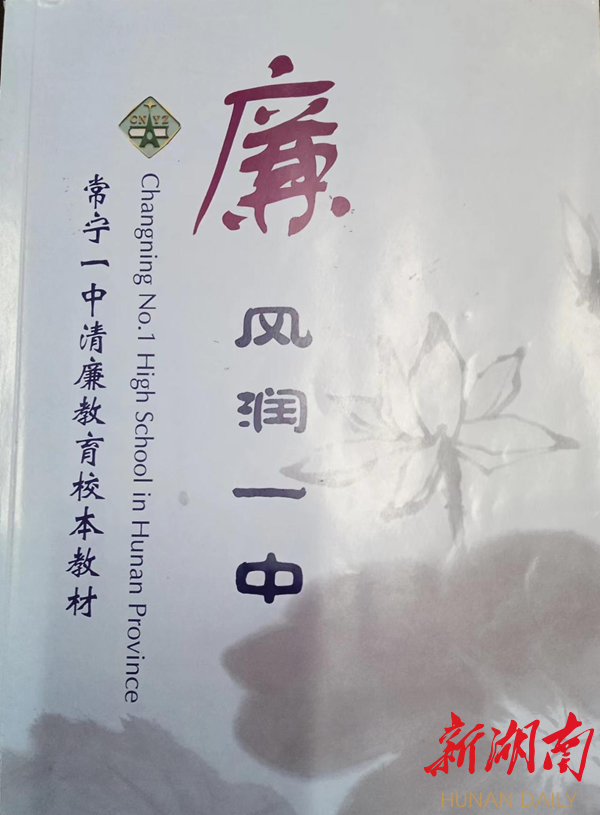 廉
风润一中
CNYZ
Changning No.1 High School in Hunan Province
常宁一中清廉教育校本教材
新湖南
HUNAN DAILY